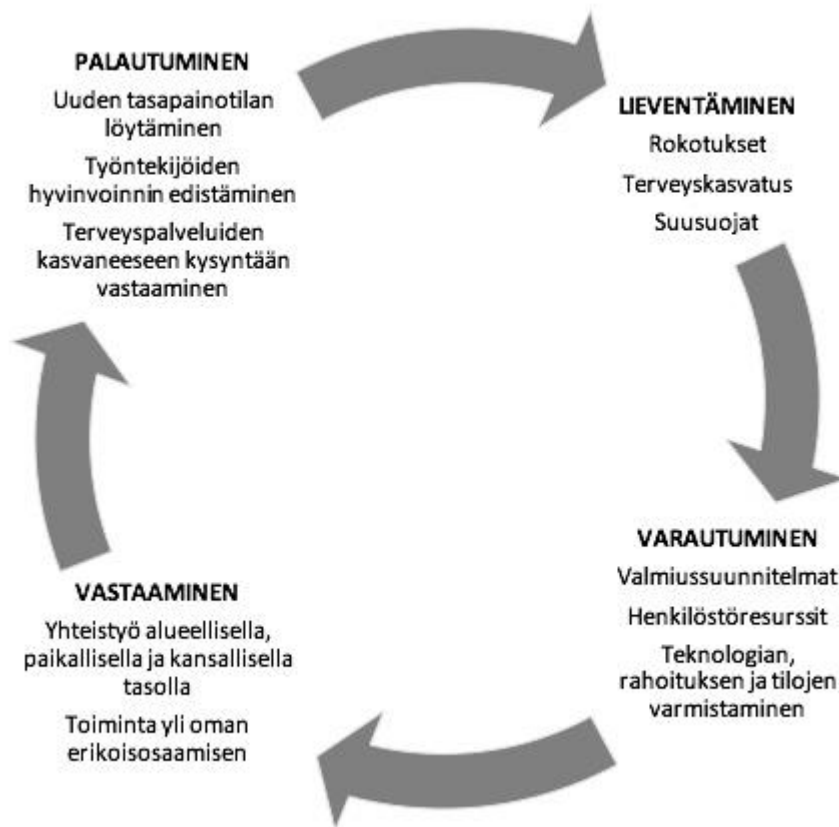 PALAUTUMINEN
Uuden tasapainotilan
löytäminen
Työntekijöiden
hyvinvoinnin edistäminen
Terveyspalveluiden
kasvaneeseen kysyntään
vastaaminen
LIEVENTÄMINEN
Rokotukset
Terveyskasvatus
Suusuojat
VARAUTUMINEN
Valmiussuunnitelmat
Henkilöstöresurssit
Teknologian,
rahoituksen ja tilojen
varmistaminen
VASTAAMINEN
Yhteistyö alueellisella,
paikallisella ja kansallisella
tasolla
Toiminta yli oman
erikoisosaamisen